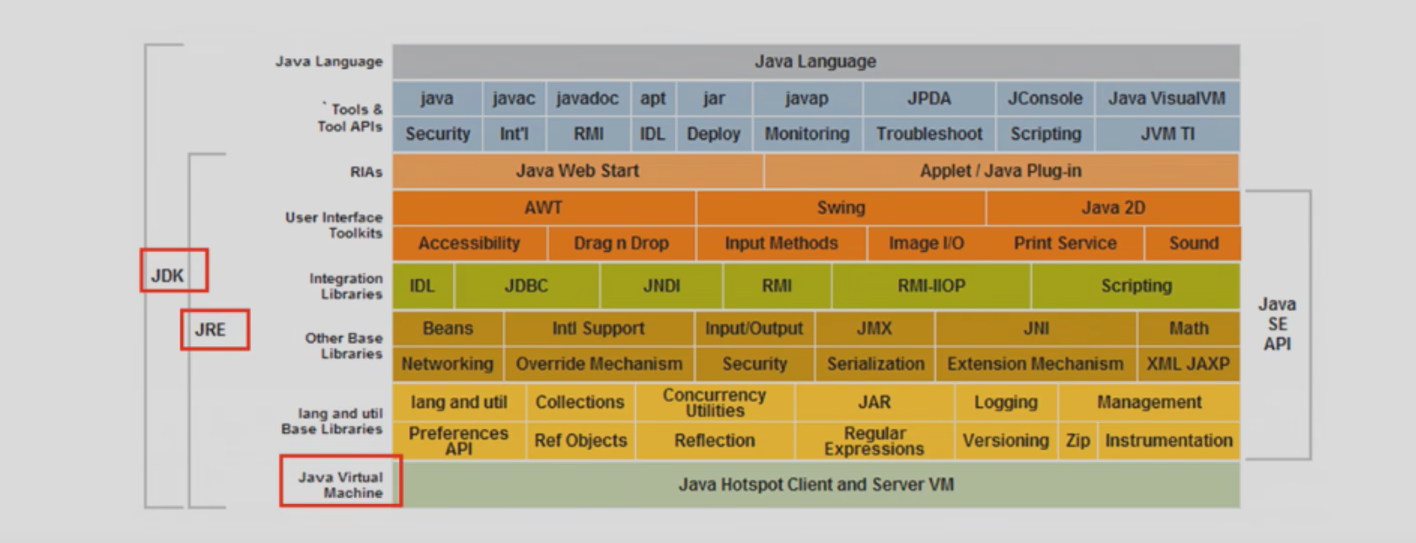 Java Language
Java Language
` Tools &
Tool APIs
java javac javadoc apt jar javap JPDA JConsole Java VisualVM
Security Int'l RMI IDL Deploy Monitoring Troubleshoot Scripting JVM TI
RIAs
Java Web Start Applet / Java Plug-in
User Interface
Toolkits
AWT Swing Java 2D
Accessibility Drag n Drop Input Methods Image I/O Print Service Sound
JDK
Integration
Libraries
IDL JDBC JNDI RMI RMI-IIOP Scripting
JRE
Other Base
Libraries
Beans Intl Support Input/Output JMX JNI Math
Networking Override Mechanism Security Serialization Extension Mechanism XML JAXP
Java
SE
API
lang and util
Base Libraries
lang and util Collections Concurrency
Utilities JAR Logging Management
Preferences
API Ref Objects Reflection Regular
Expressions Versioning Zip Instrumentation
Java Virtual
Machine
Java Hotspot Client and Server VM